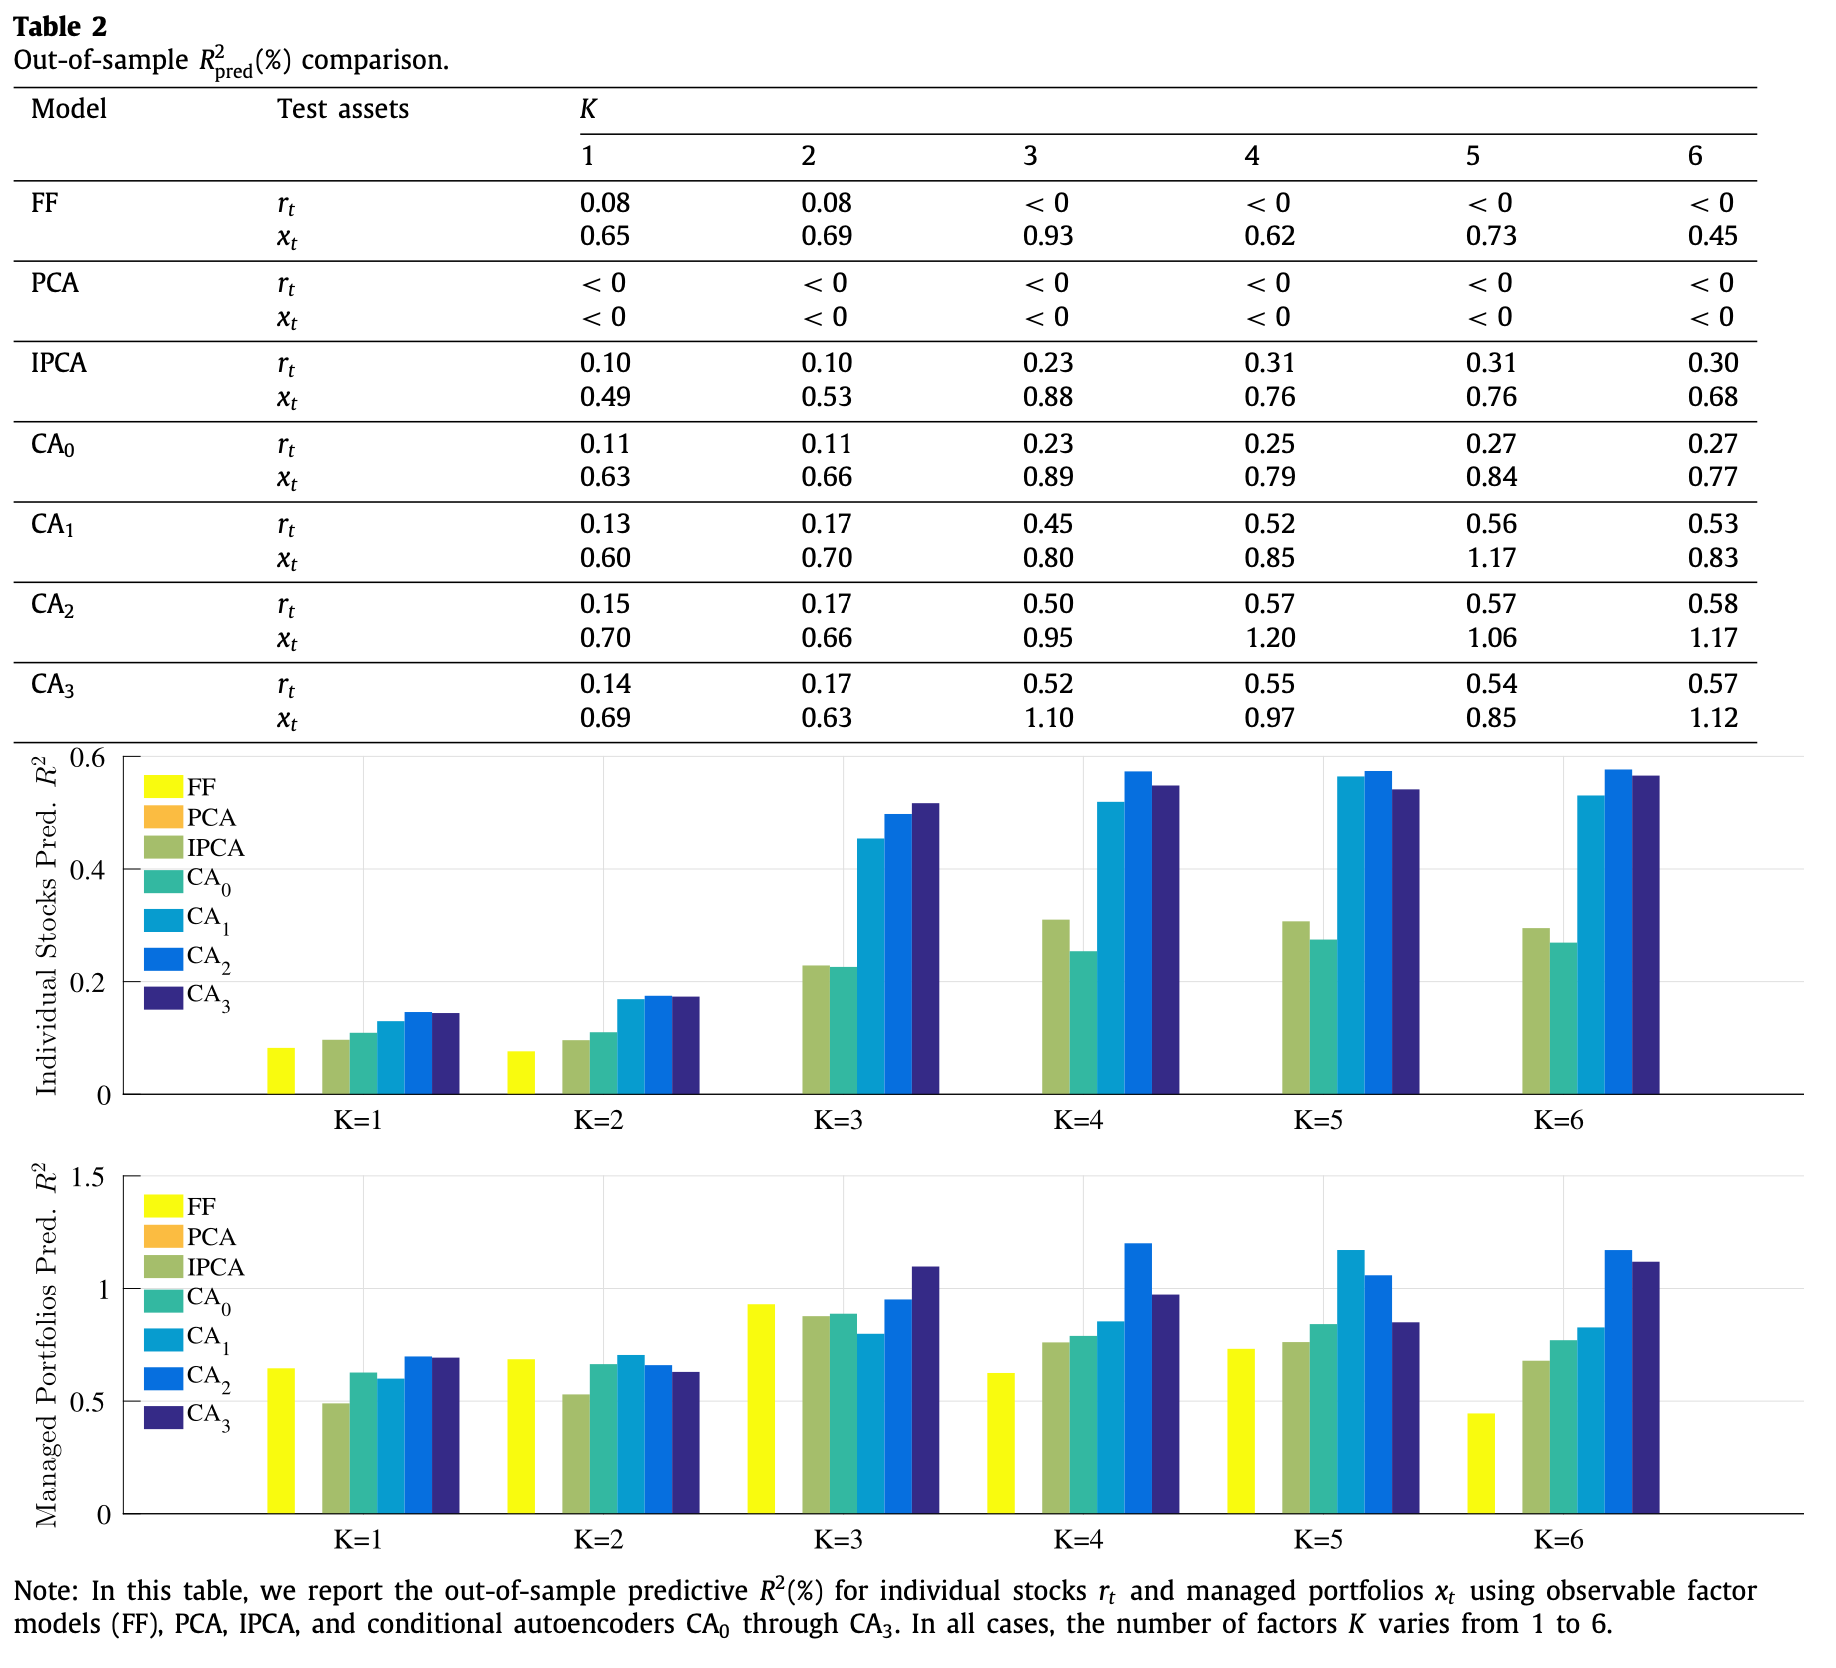 Table 2
Out-of-sample R²pred(%) comparison.
Model Test assets K
1 2 3 4 5 6
FF rt 0.08 0.08 < 0 < 0 < 0 < 0
xt 0.65 0.69 0.93 0.62 0.73 0.45
PCA rt < 0 < 0 < 0 < 0 < 0 < 0
xt < 0 < 0 < 0 < 0 < 0 < 0
IPCA rt 0.10 0.10 0.23 0.31 0.31 0.30
xt 0.49 0.53 0.88 0.76 0.76 0.68
CA0 rt 0.11 0.11 0.23 0.25 0.27 0.27
xt 0.63 0.66 0.89 0.79 0.84 0.77
CA1 rt 0.13 0.17 0.45 0.52 0.56 0.53
xt 0.60 0.70 0.80 0.85 1.17 0.83
CA2 rt 0.15 0.17 0.50 0.57 0.57 0.58
xt 0.70 0.66 0.95 1.20 1.06 1.17
CA3 rt 0.14 0.17 0.52 0.55 0.54 0.57
xt 0.69 0.63 1.10 0.97 0.85 1.12
Individual Stocks Pred. R²
0.6
0.4
0.2
0
FF
PCA
IPCA
CA0
CA1
CA2
CA3
K=1 K=2 K=3 K=4 K=5 K=6
Managed Portfolios Pred. R²
1.5
1
0.5
0
FF
PCA
IPCA
CA0
CA1
CA2
CA3
K=1 K=2 K=3 K=4 K=5 K=6
Note: In this table, we report the out-of-sample predictive R²(%) for individual stocks rt and managed portfolios xt using observable factor
models (FF), PCA, IPCA, and conditional autoencoders CA0 through CA3. In all cases, the number of factors K varies from 1 to 6.